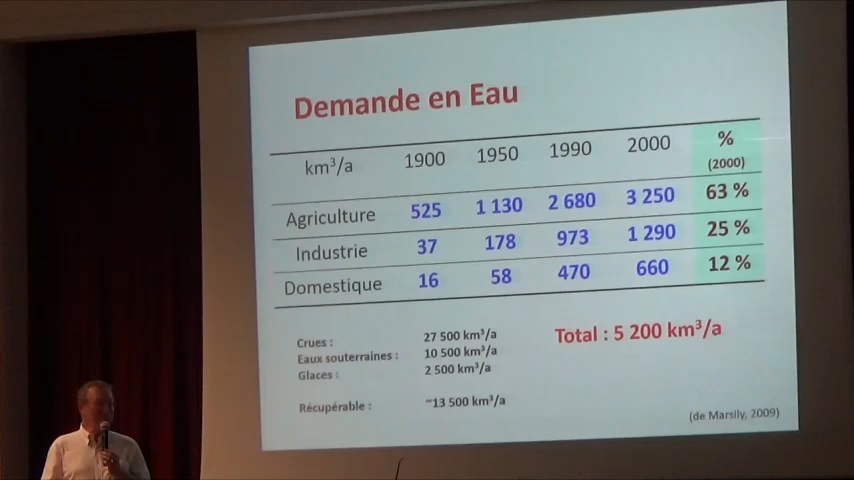 Demande en Eau
km³/a 1900 1950 1990 2000 % (2000)
Agriculture 525 1 130 2 680 3 250 63 %
Industrie 37 178 973 1 290 25 %
Domestique 16 58 470 660 12 %
Crues : 27 500 km³/a
Eaux souterraines : 10 500 km³/a
Glaces : 2 500 km³/a
Récupérable : ~13 500 km³/a
Total : 5 200 km³/a
(de Marsily, 2009)